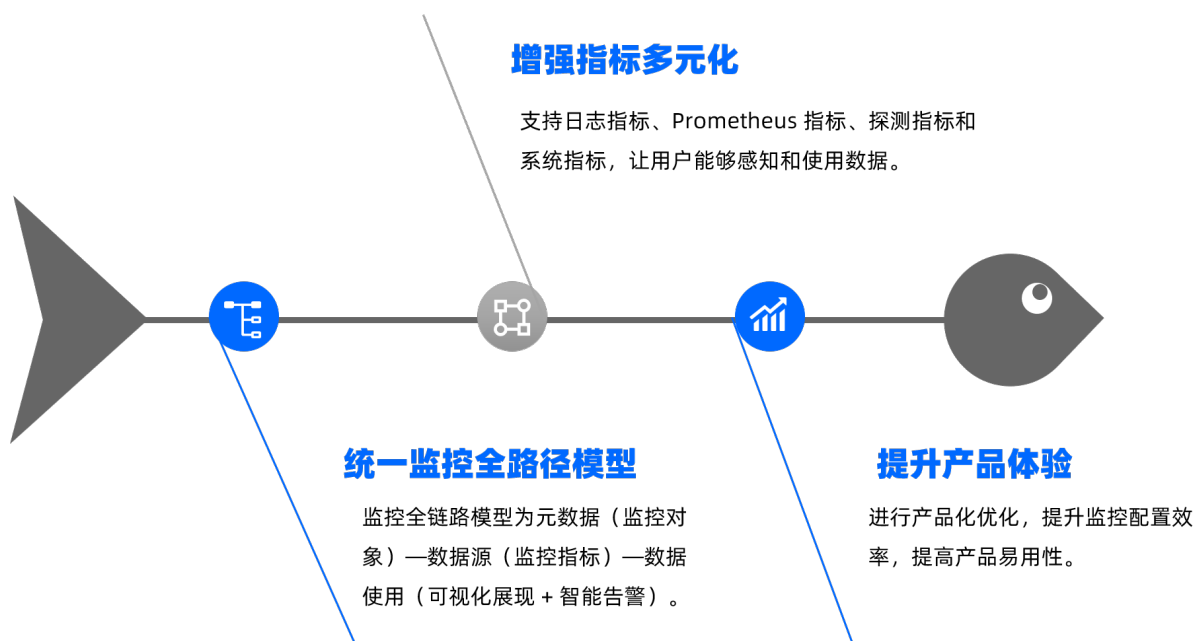 增强指标多元化
支持日志指标、Prometheus 指标、探测指标和
系统指标，让用户能够感知和使用数据。
统一监控全路径模型
监控全链路模型为元数据（监控对
象）—数据源（监控指标）—数据
使用（可视化展现 + 智能告警）。
提升产品体验
进行产品化优化，提升监控配置效
率，提高产品易用性。